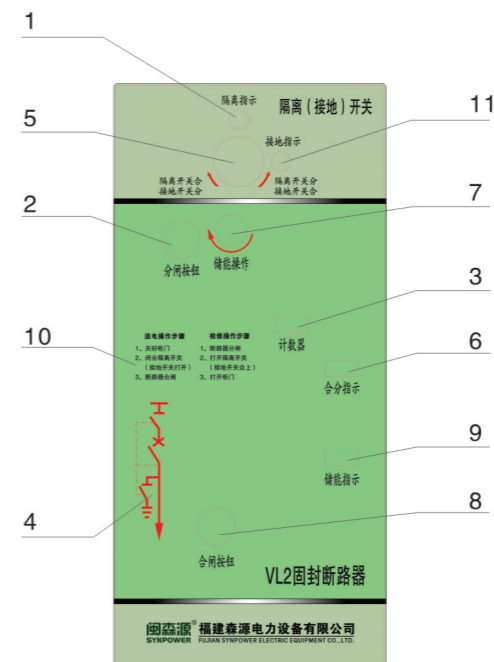 1
隔离指示
隔离（接地）开关
11
5
接地指示
隔离开关合
接地开关分
隔离开关分
接地开关合
2
7
分闸按钮
储能操作
3
计数器
10
送电操作步骤
1、关好柜门
2、闭合隔离开关
（接地开关打开）
3、断路器合闸
检修操作步骤
1、断路器分闸
2、打开隔离开关
（接地开关合上）
3、打开柜门
6
合分指示
9
储能指示
4
8
合闸按钮
VL2固封断路器
闽森源®
SYNPOWER
福建森源电力设备有限公司
FUJIAN SYNPOWER ELECTRIC EQUIPMENT CO.,LTD.